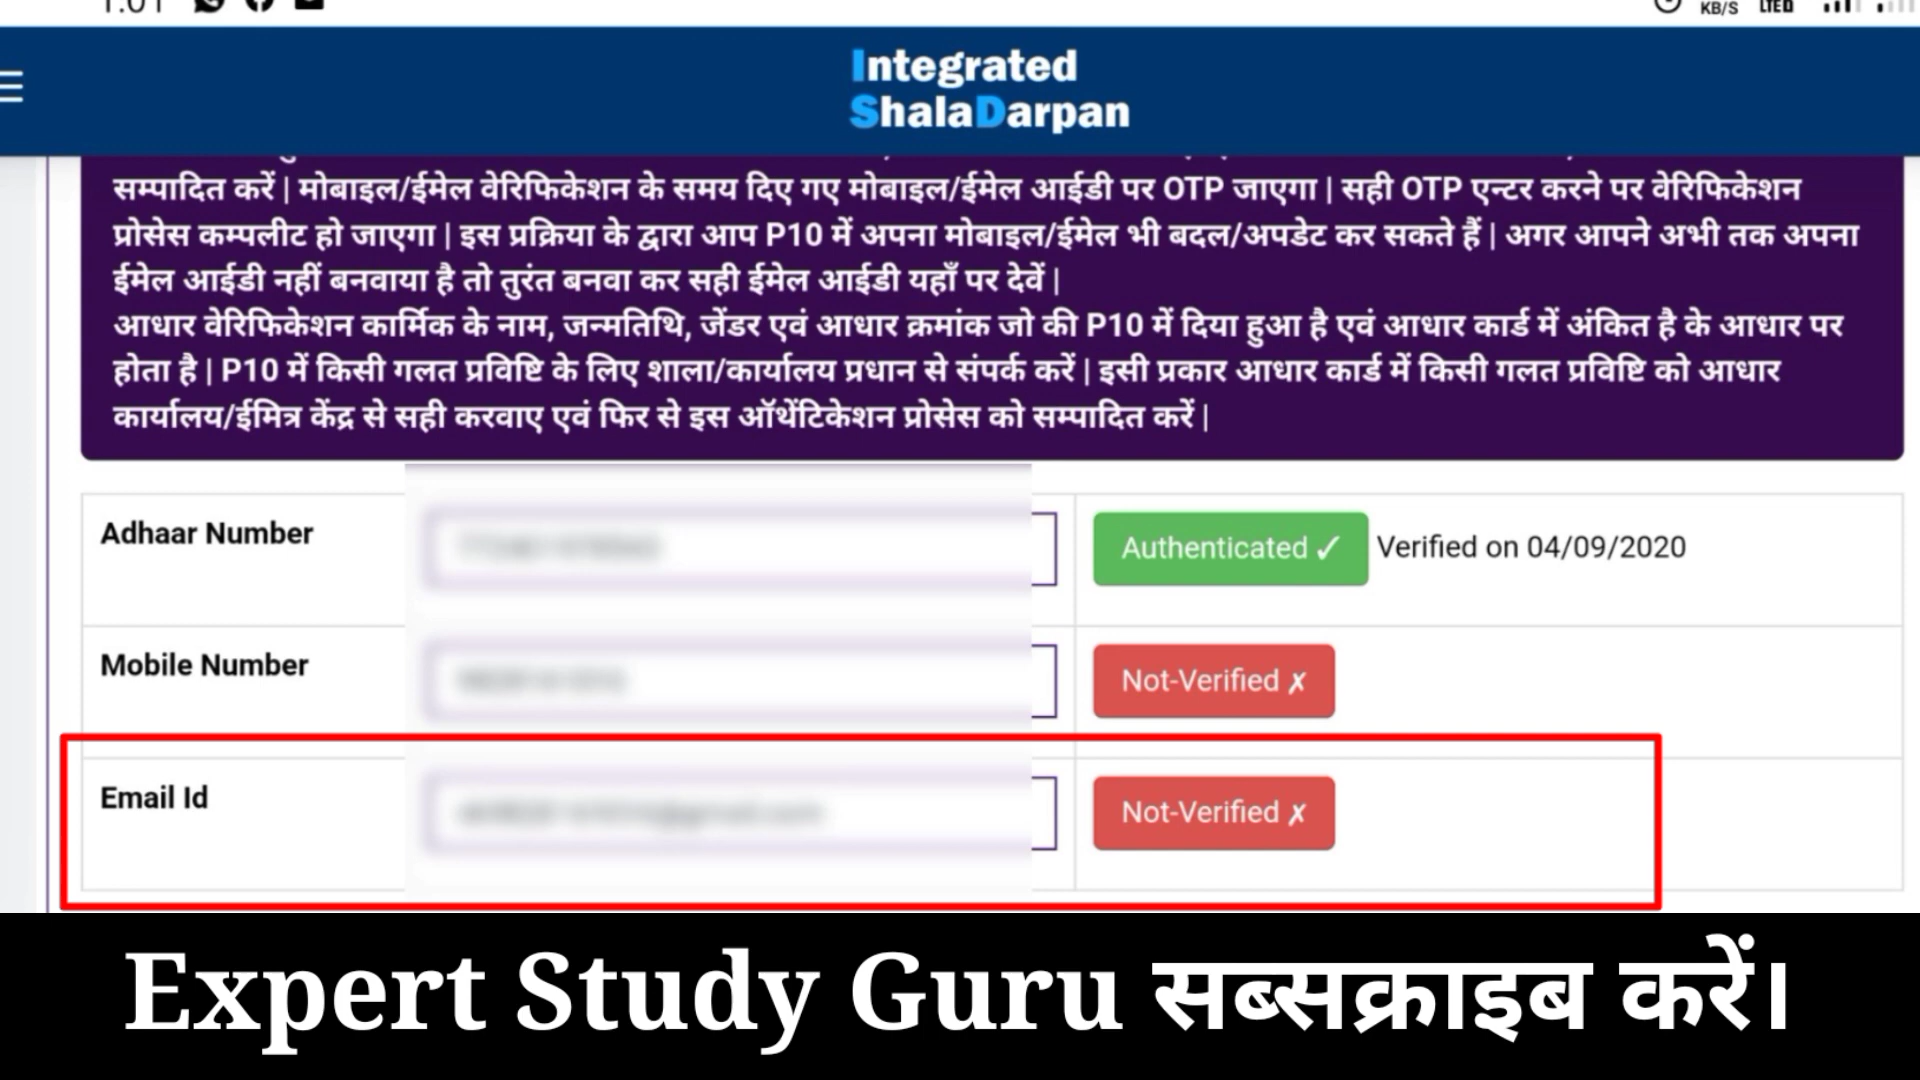 1:01
KB/S
LTE
Integrated
ShalaDarpan
सम्पादित करें | मोबाइल/ईमेल वेरिफिकेशन के समय दिए गए मोबाइल/ईमेल आईडी पर OTP जाएगा | सही OTP एन्टर करने पर वेरिफिकेशन
प्रोसेस कम्पलीट हो जाएगा | इस प्रक्रिया के द्वारा आप P10 में अपना मोबाइल/ईमेल भी बदल/अपडेट कर सकते हैं | अगर आपने अभी तक अपना
ईमेल आईडी नहीं बनवाया है तो तुरंत बनवा कर सही ईमेल आईडी यहाँ पर देवें |
आधार वेरिफिकेशन कार्मिक के नाम, जन्मतिथि, जेंडर एवं आधार क्रमांक जो की P10 में दिया हुआ है एवं आधार कार्ड में अंकित है के आधार पर
होता है | P10 में किसी गलत प्रविष्टि के लिए शाला/कार्यालय प्रधान से संपर्क करें | इसी प्रकार आधार कार्ड में किसी गलत प्रविष्टि को आधार
कार्यालय/ईमित्र केंद्र से सही करवाए एवं फिर से इस ऑथेंटिकेशन प्रोसेस को सम्पादित करें |
Adhaar Number
Authenticated ✓ Verified on 04/09/2020
Mobile Number
Not-Verified ✗
Email Id
Not-Verified ✗
Expert Study Guru सब्सक्राइब करें।